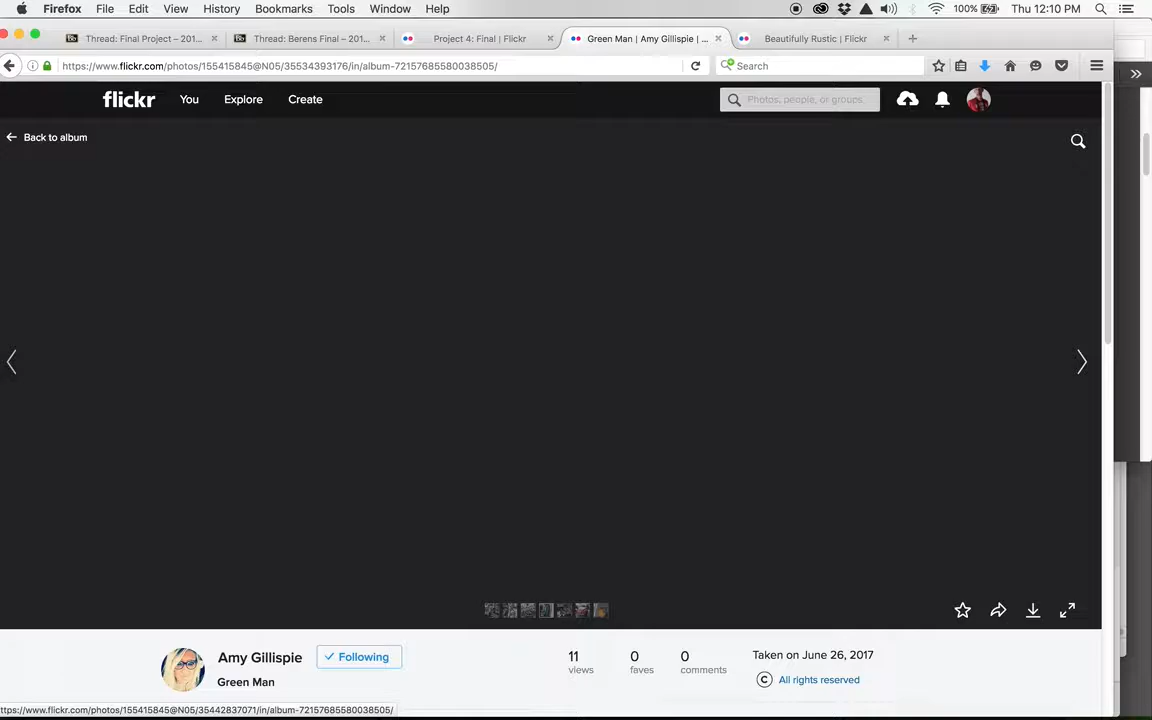 Firefox File Edit View History Bookmarks Tools Window Help 100% Thu 12:10 PM
Thread: Final Project – 201... Thread: Berens Final – 201... Project 4: Final | Flickr Green Man | Amy Gillispie | ... Beautifully Rustic | Flickr
https://www.flickr.com/photos/155415845@N05/35534393176/in/album-72157685580038505/ Search
flickr You Explore Create Photos, people, or groups
Back to album
Amy Gillispie Following 11 0 0 Taken on June 26, 2017
views faves comments
Green Man All rights reserved
https://www.flickr.com/photos/155415845@N05/35442837071/in/album-72157685580038505/